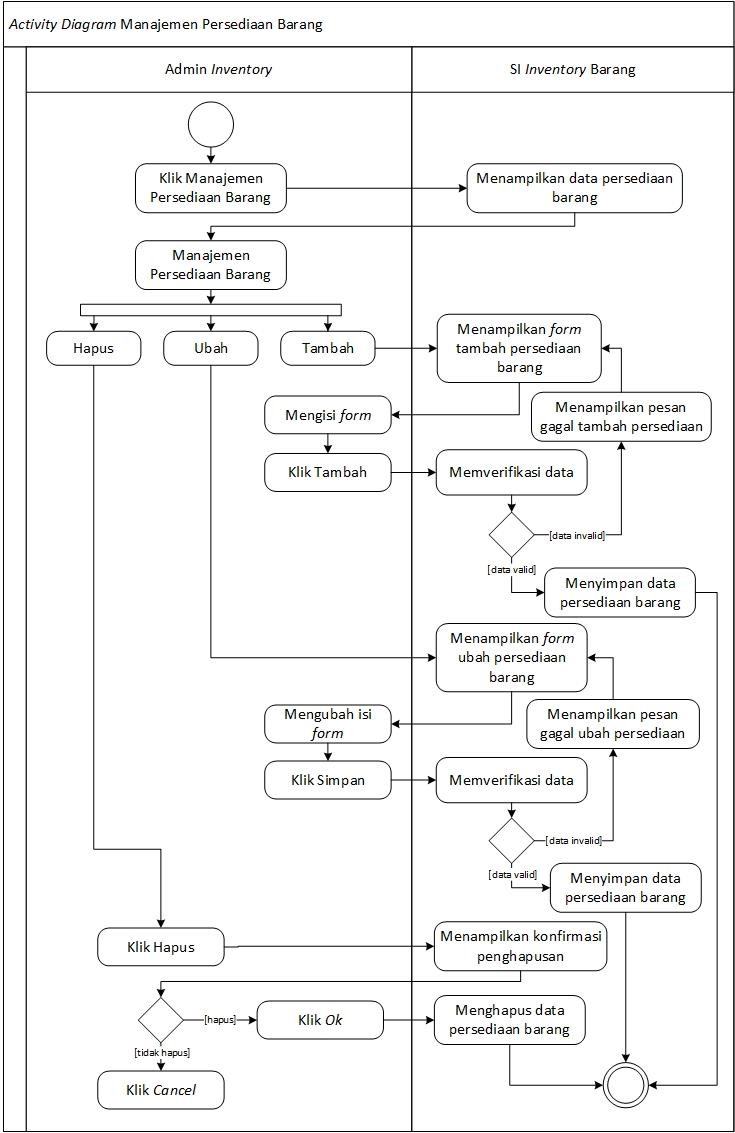 Activity Diagram Manajemen Persediaan Barang
Admin Inventory
SI Inventory Barang
Klik Manajemen
Persediaan Barang
Menampilkan data persediaan
barang
Manajemen
Persediaan Barang
Hapus
Ubah
Tambah
Menampilkan form
tambah persediaan
barang
Menampilkan pesan
gagal tambah persediaan
Mengisi form
Klik Tambah
Memverifikasi data
[data invalid]
[data valid]
Menyimpan data
persediaan barang
Menampilkan form
ubah persediaan
barang
Menampilkan pesan
gagal ubah persediaan
Mengubah isi
form
Klik Simpan
Memverifikasi data
[data invalid]
[data valid]
Menyimpan data
persediaan barang
Klik Hapus
Menampilkan konfirmasi
penghapusan
[hapus]
Klik Ok
Menghapus data
persediaan barang
[tidak hapus]
Klik Cancel